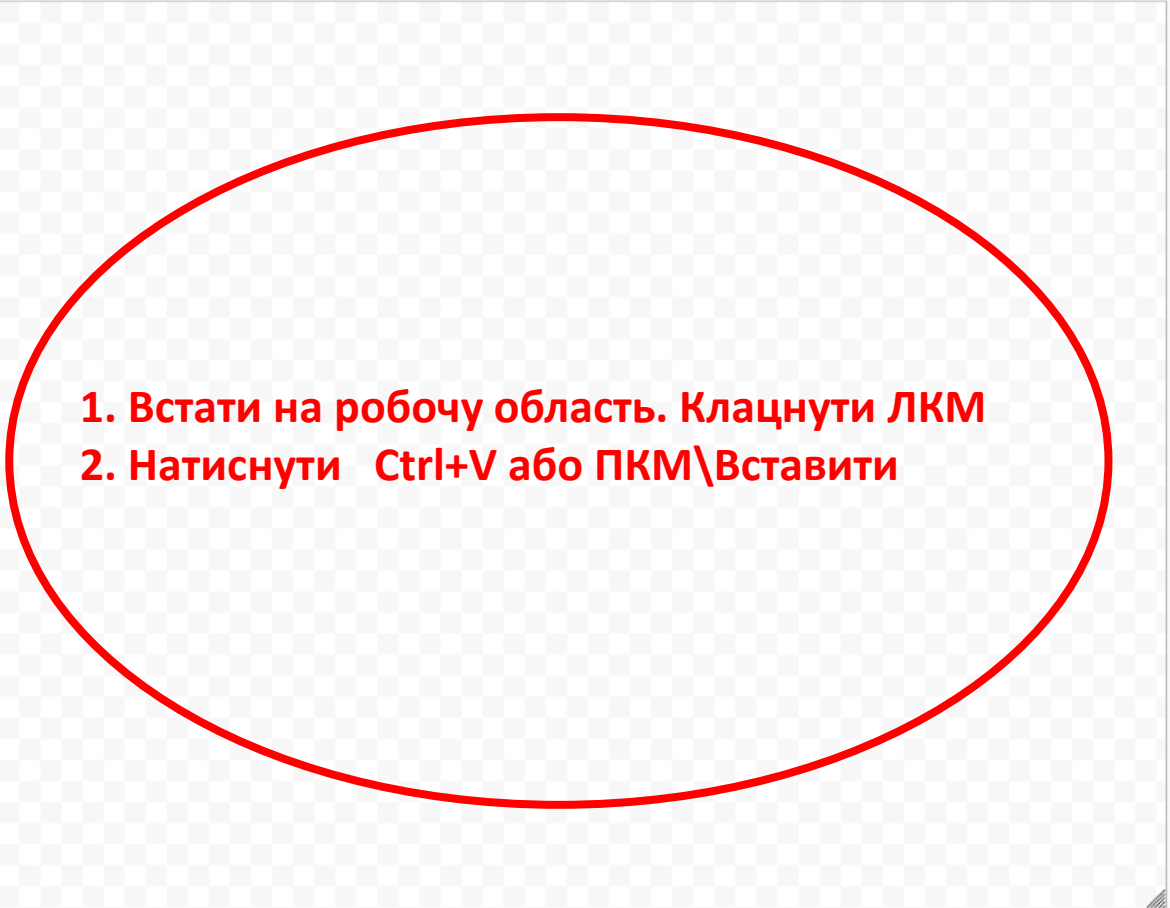 1. Встати на робочу область. Клацнути ЛКМ
2. Натиснути   Ctrl+V або ПКМ\Вставити